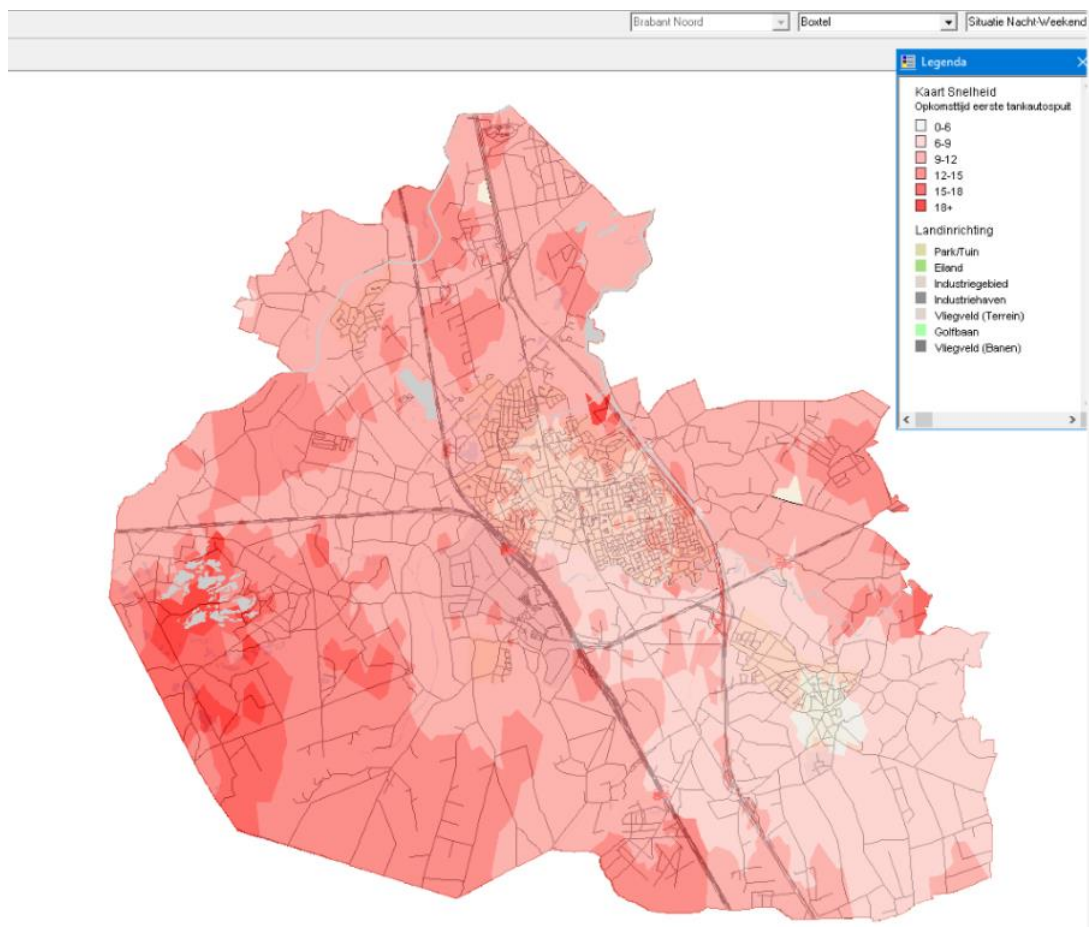 Brabant Noord
Boxtel
Situatie Nacht-Weekend
Legenda
Kaart Snelheid
Opkomsttijd eerste tankautospuit
0-6
6-9
9-12
12-15
15-18
18+
Landinrichting
Park/Tuin
Eiland
Industriegebied
Industriehaven
Vliegveld (Terrein)
Golfbaan
Vliegveld (Banen)